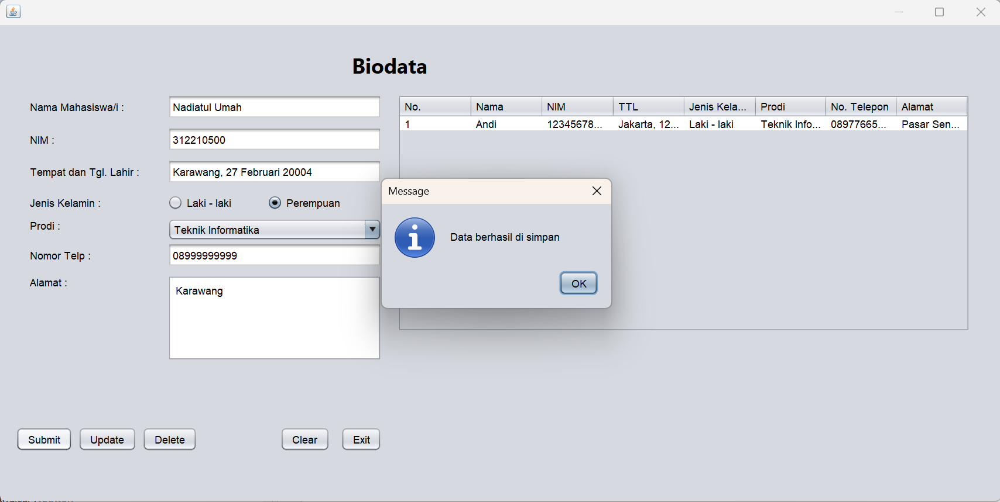 Biodata
Nama Mahasiswa/i :
Nadiatul Umah
NIM :
312210500
Tempat dan Tgl. Lahir :
Karawang, 27 Februari 20004
Jenis Kelamin :
Laki - laki
Perempuan
Prodi :
Teknik Informatika
Nomor Telp :
08999999999
Alamat :
Karawang
No. Nama NIM TTL Jenis Kela... Prodi No. Telepon Alamat
1 Andi 12345678... Jakarta, 12... Laki - laki Teknik Info... 08977665... Pasar Sen...
Message
Data berhasil di simpan
OK
Submit Update Delete Clear Exit